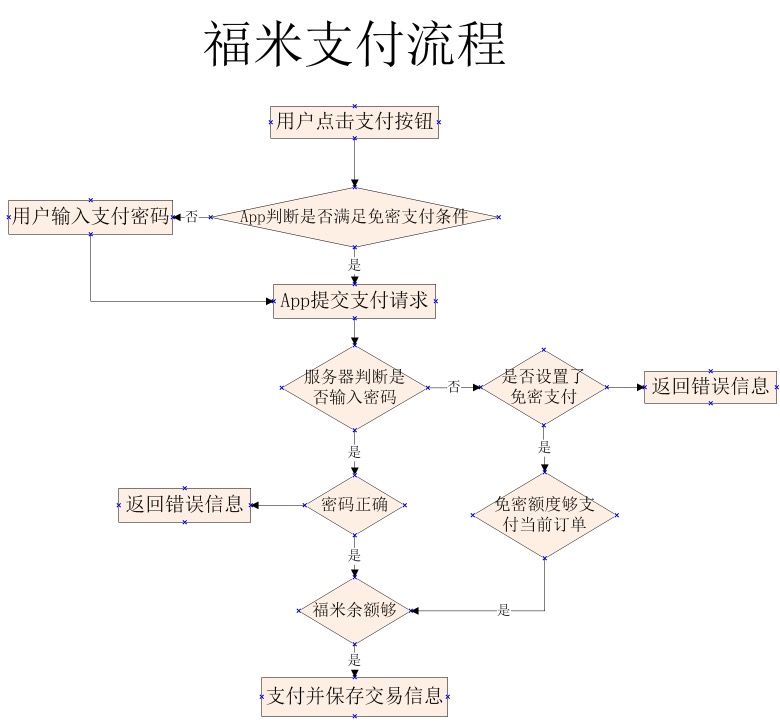 福米支付流程
用户点击支付按钮
用户输入支付密码
否
App判断是否满足免密支付条件
是
App提交支付请求
服务器判断是
否输入密码
否
是否设置了
免密支付
返回错误信息
是
是
返回错误信息
密码正确
免密额度够支
付当前订单
是
福米余额够
是
是
支付并保存交易信息